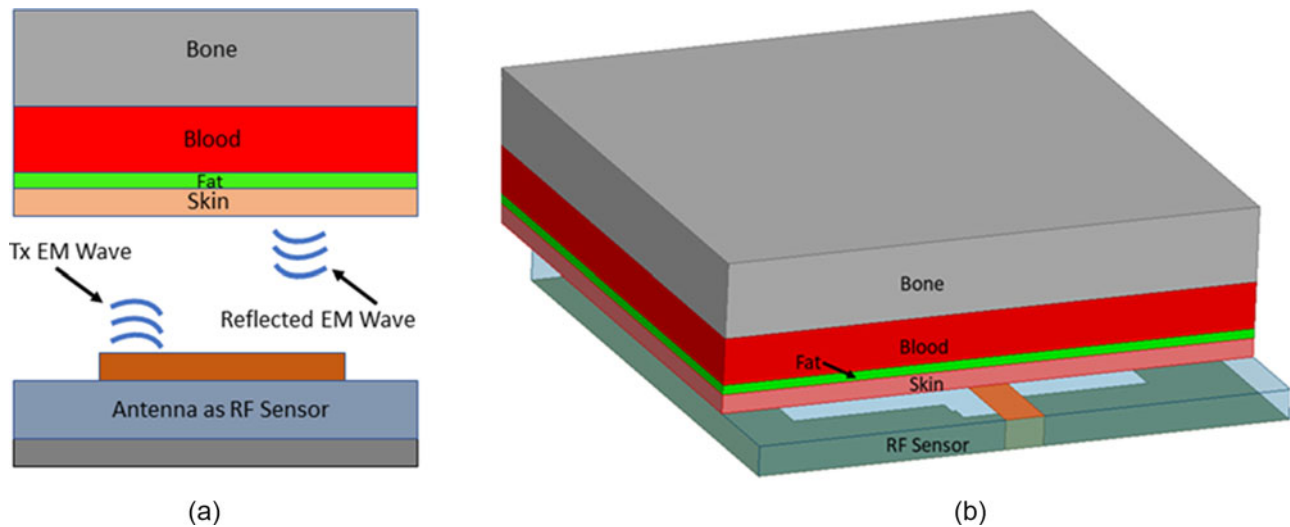 Bone
Blood
Fat
Skin
Tx EM Wave
Reflected EM Wave
Antenna as RF Sensor
(a)
Bone
Blood
Fat
Skin
RF Sensor
(b)